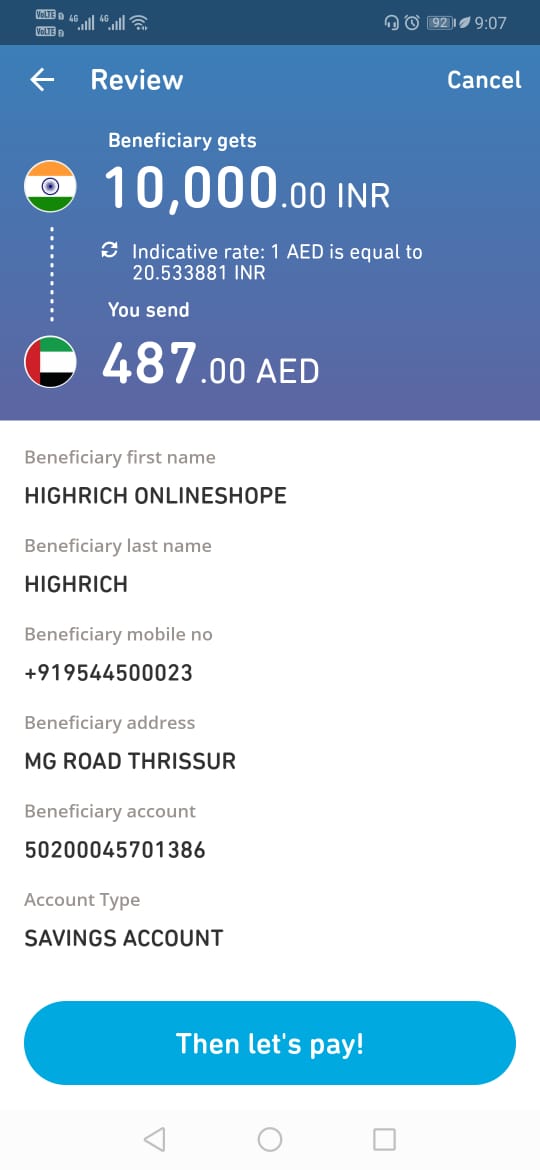 VoLTE 1 4G 4G 92 9:07
VoLTE 2
Review Cancel
Beneficiary gets
10,000.00 INR
Indicative rate: 1 AED is equal to
20.533881 INR
You send
487.00 AED
Beneficiary first name
HIGHRICH ONLINESHOPE
Beneficiary last name
HIGHRICH
Beneficiary mobile no
+919544500023
Beneficiary address
MG ROAD THRISSUR
Beneficiary account
50200045701386
Account Type
SAVINGS ACCOUNT
Then let's pay!